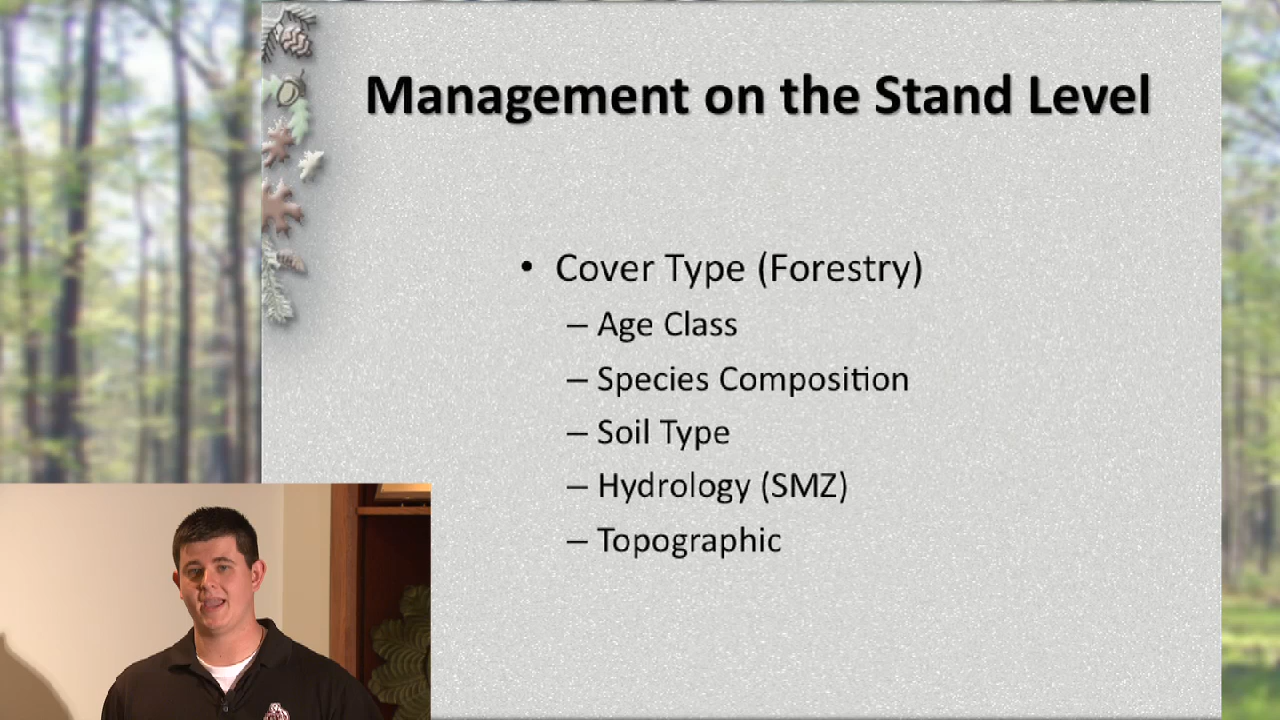 Management on the Stand Level
• Cover Type (Forestry)
– Age Class
– Species Composition
– Soil Type
– Hydrology (SMZ)
– Topographic